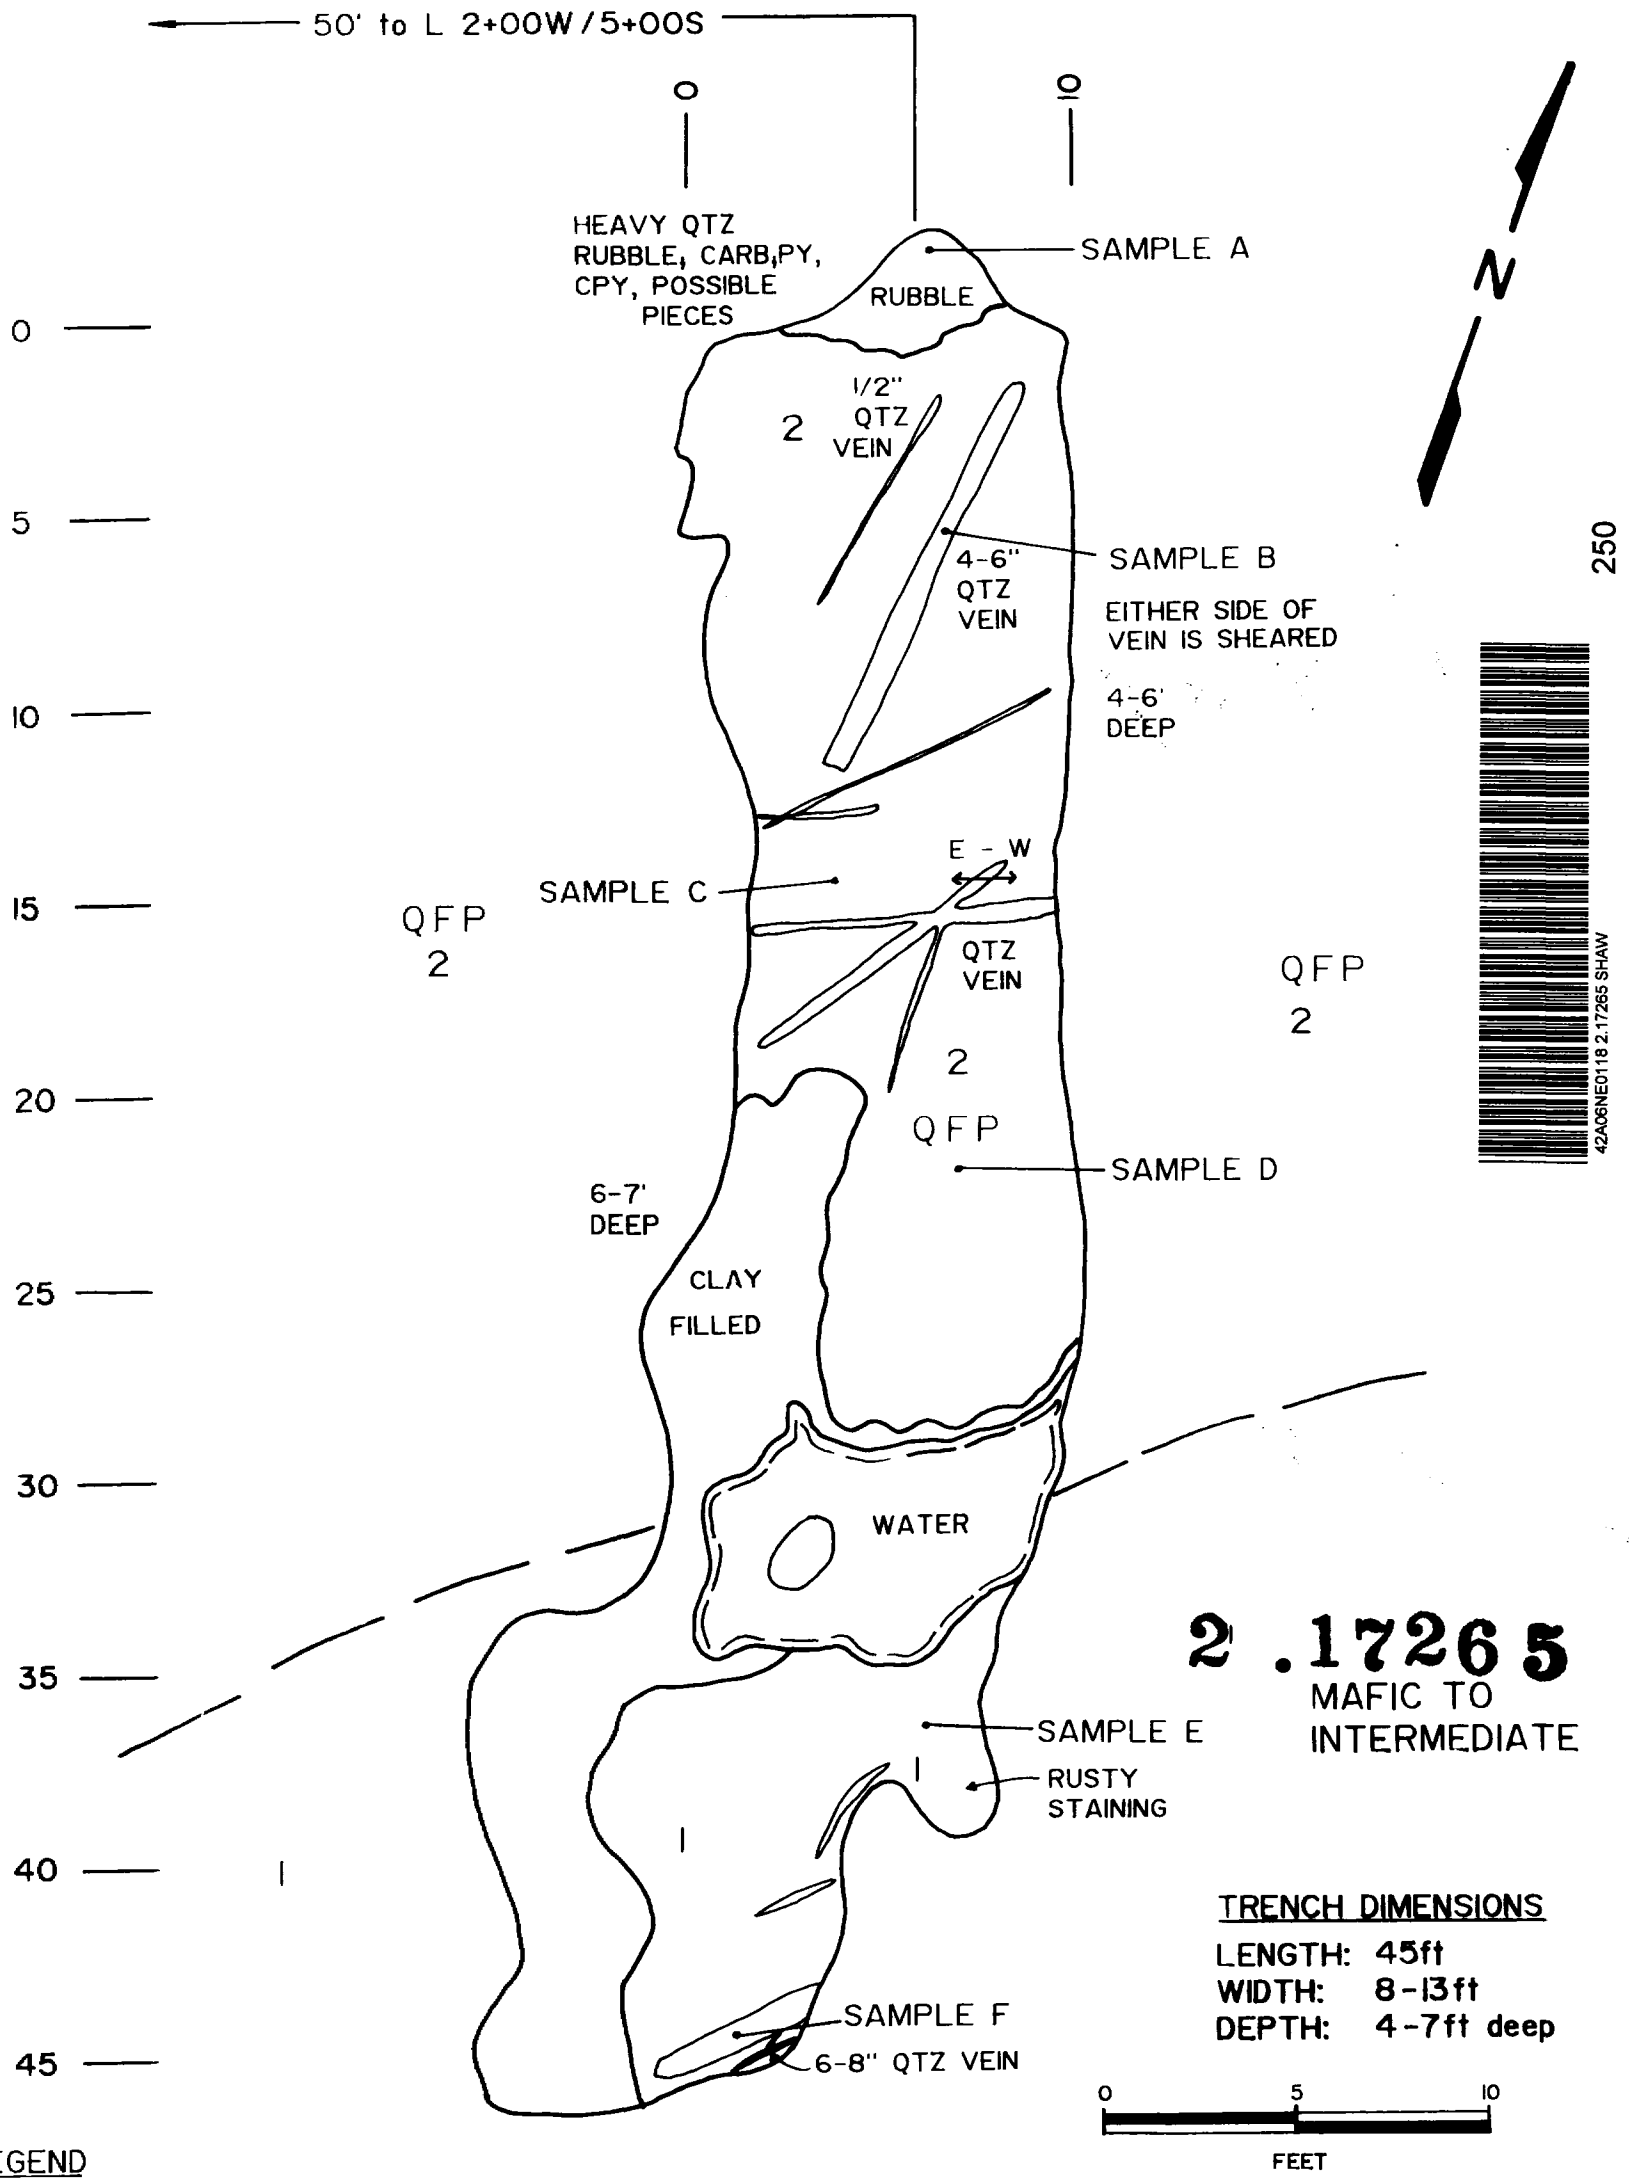 50' to L 2+00W/5+00S
0
10
HEAVY QTZ
RUBBLE, CARB,PY,
CPY, POSSIBLE
PIECES
SAMPLE A
RUBBLE
N
0
1/2"
QTZ
VEIN
2
5
4-6"
QTZ
VEIN
SAMPLE B
EITHER SIDE OF
VEIN IS SHEARED
250
4-6'
DEEP
10
E - W
SAMPLE C
15
QFP
2
QTZ
VEIN
QFP
2
42A06NE0118 2.17265 SHAW
2
QFP
20
SAMPLE D
6-7'
DEEP
CLAY
FILLED
25
30
WATER
2.17265
MAFIC TO
INTERMEDIATE
35
SAMPLE E
1
RUSTY
STAINING
1
40
1
TRENCH DIMENSIONS
LENGTH: 45ft
WIDTH: 8-13ft
DEPTH: 4-7ft deep
SAMPLE F
6-8" QTZ VEIN
45
0 5 10
FEET
EGEND